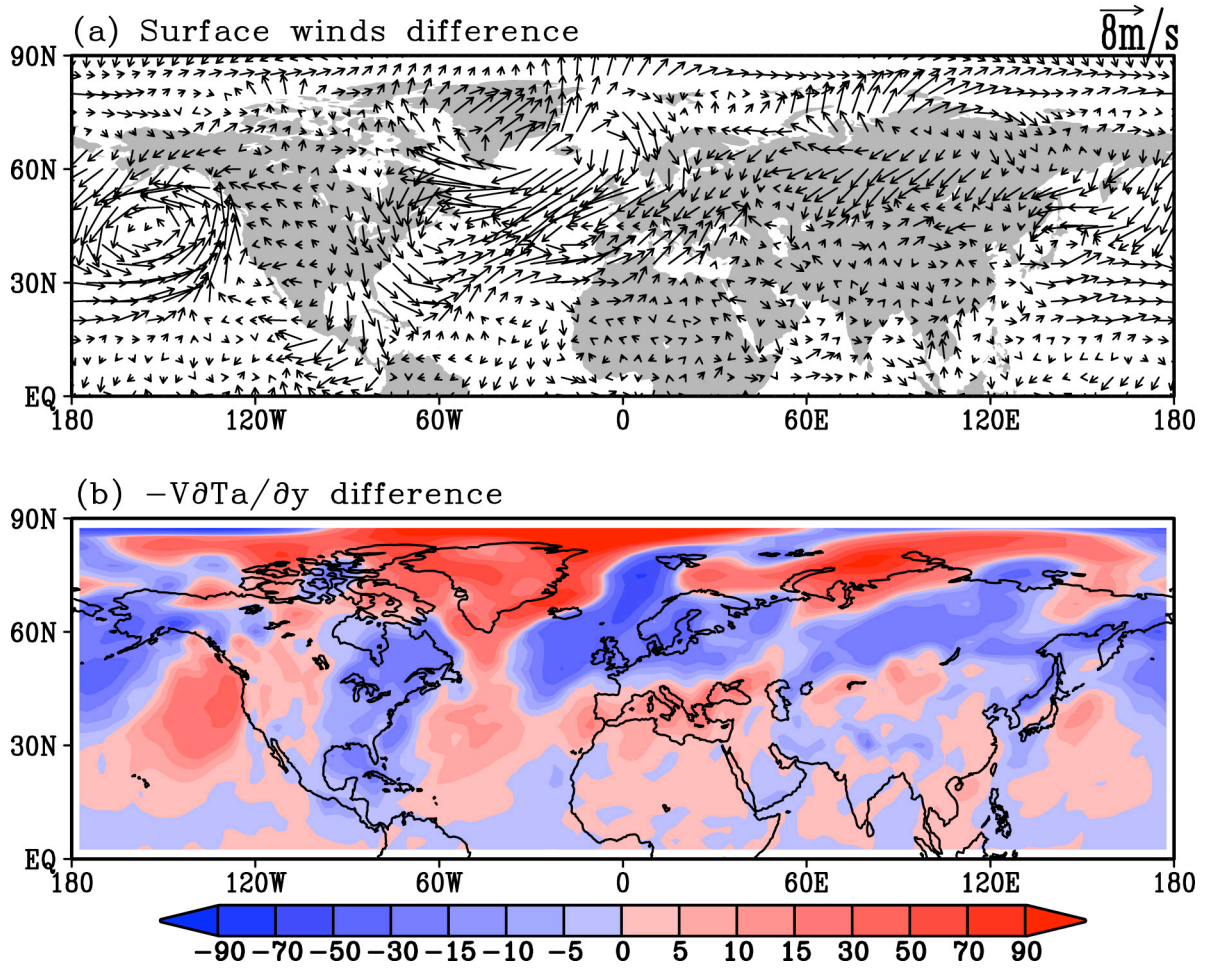 (a) Surface winds difference
8m/s
90N
60N
30N
EQ
180 120W 60W 0 60E 120E 180
(b) −V∂Ta/∂y difference
90N
60N
30N
EQ
180 120W 60W 0 60E 120E 180
−90 −70 −50 −30 −15 −10 −5 0 5 10 15 30 50 70 90